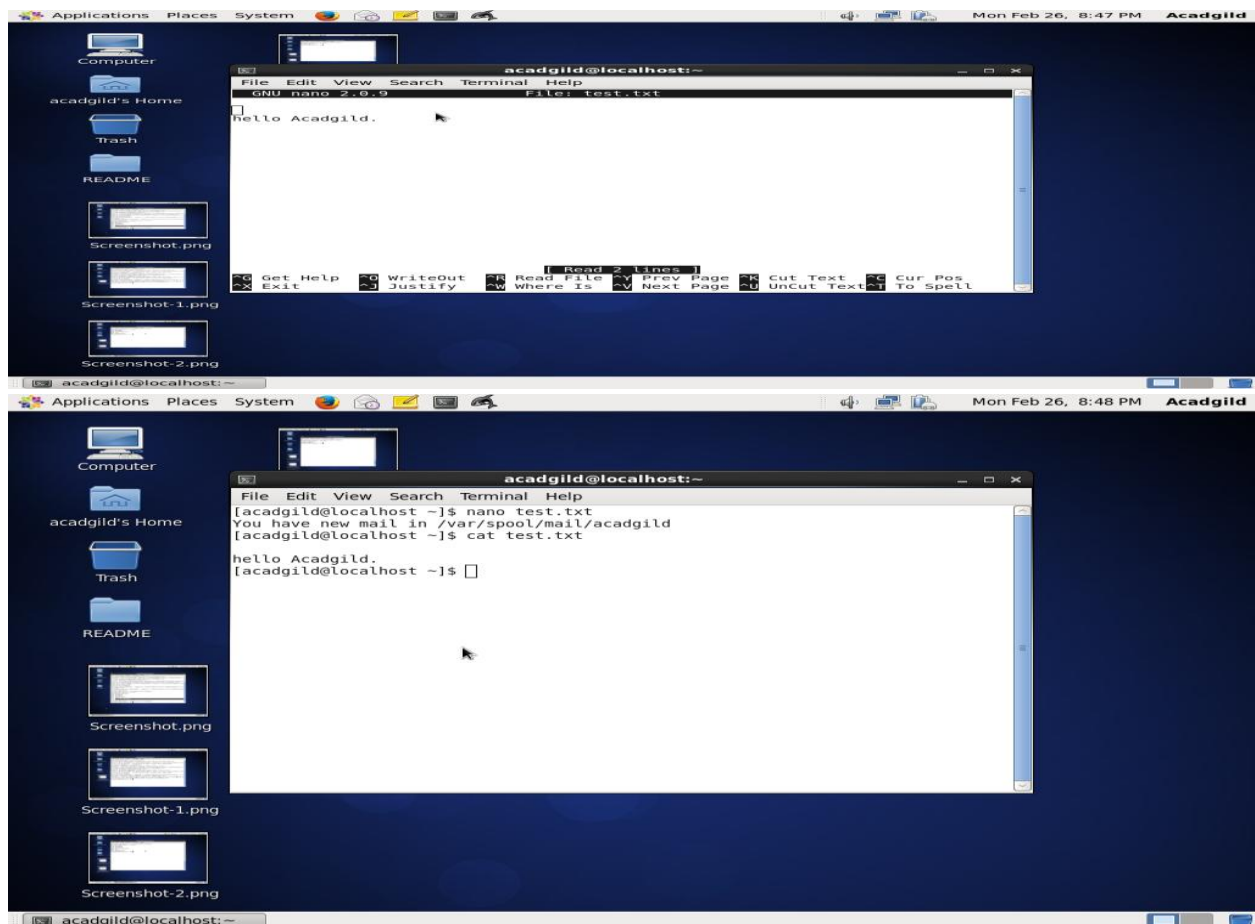 Applications Places System Mon Feb 26, 8:47 PM Acadgild
Computer
acadgild's Home
Trash
README
Screenshot.png
Screenshot-1.png
Screenshot-2.png
acadgild@localhost:~
File Edit View Search Terminal Help
GNU nano 2.0.9 File: test.txt
hello Acadgild.
[ Read 2 lines ]
^G Get Help ^O WriteOut ^R Read File ^Y Prev Page ^K Cut Text ^C Cur Pos
^X Exit ^J Justify ^W Where Is ^V Next Page ^U UnCut Text ^T To Spell
acadgild@localhost:~
Applications Places System Mon Feb 26, 8:48 PM Acadgild
Computer
acadgild's Home
Trash
README
Screenshot.png
Screenshot-1.png
Screenshot-2.png
acadgild@localhost:~
File Edit View Search Terminal Help
[acadgild@localhost ~]$ nano test.txt
You have new mail in /var/spool/mail/acadgild
[acadgild@localhost ~]$ cat test.txt
hello Acadgild.
[acadgild@localhost ~]$
acadgild@localhost:~